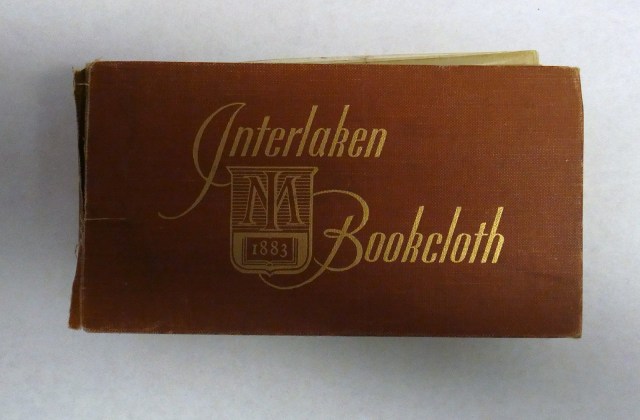 Interlaken
IM
1883
Bookcloth